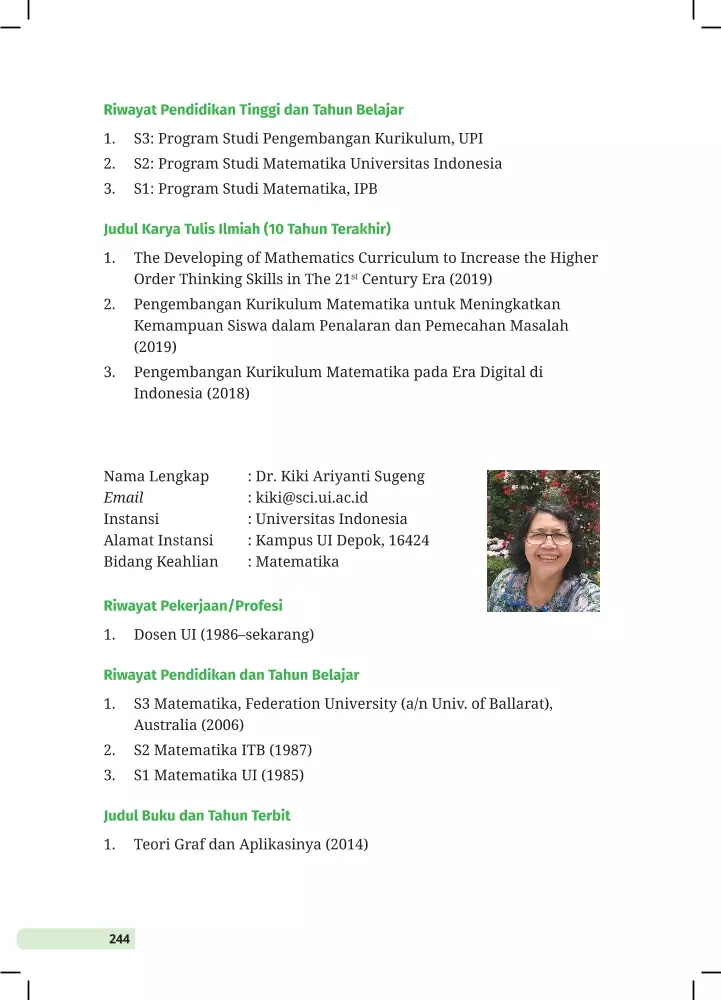 Riwayat Pendidikan Tinggi dan Tahun Belajar
1. S3: Program Studi Pengembangan Kurikulum, UPI
2. S2: Program Studi Matematika Universitas Indonesia
3. S1: Program Studi Matematika, IPB
Judul Karya Tulis Ilmiah (10 Tahun Terakhir)
1. The Developing of Mathematics Curriculum to Increase the Higher
Order Thinking Skills in The 21st Century Era (2019)
2. Pengembangan Kurikulum Matematika untuk Meningkatkan
Kemampuan Siswa dalam Penalaran dan Pemecahan Masalah
(2019)
3. Pengembangan Kurikulum Matematika pada Era Digital di
Indonesia (2018)
Nama Lengkap : Dr. Kiki Ariyanti Sugeng
Email : kiki@sci.ui.ac.id
Instansi : Universitas Indonesia
Alamat Instansi : Kampus UI Depok, 16424
Bidang Keahlian : Matematika
Riwayat Pekerjaan/Profesi
1. Dosen UI (1986–sekarang)
Riwayat Pendidikan dan Tahun Belajar
1. S3 Matematika, Federation University (a/n Univ. of Ballarat),
Australia (2006)
2. S2 Matematika ITB (1987)
3. S1 Matematika UI (1985)
Judul Buku dan Tahun Terbit
1. Teori Graf dan Aplikasinya (2014)
244